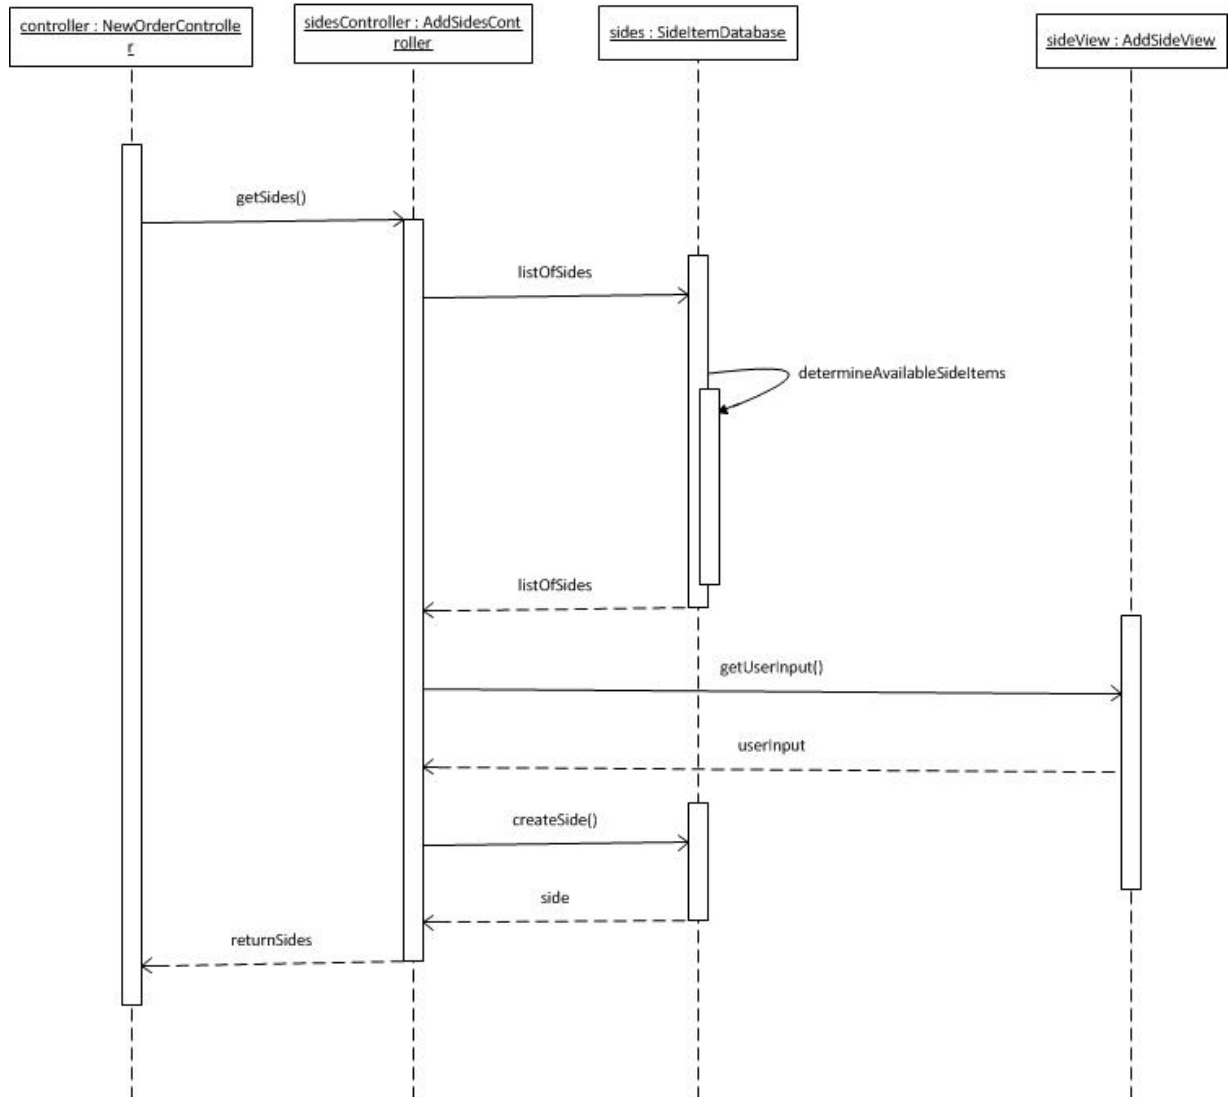 controller : NewOrderControlle
r
sidesController : AddSidesCont
roller
sides : SideItemDatabase
sideView : AddSideView
getSides()
listOfSides
determineAvailableSideItems
listOfSides
getUserInput()
userInput
createSide()
side
returnSides